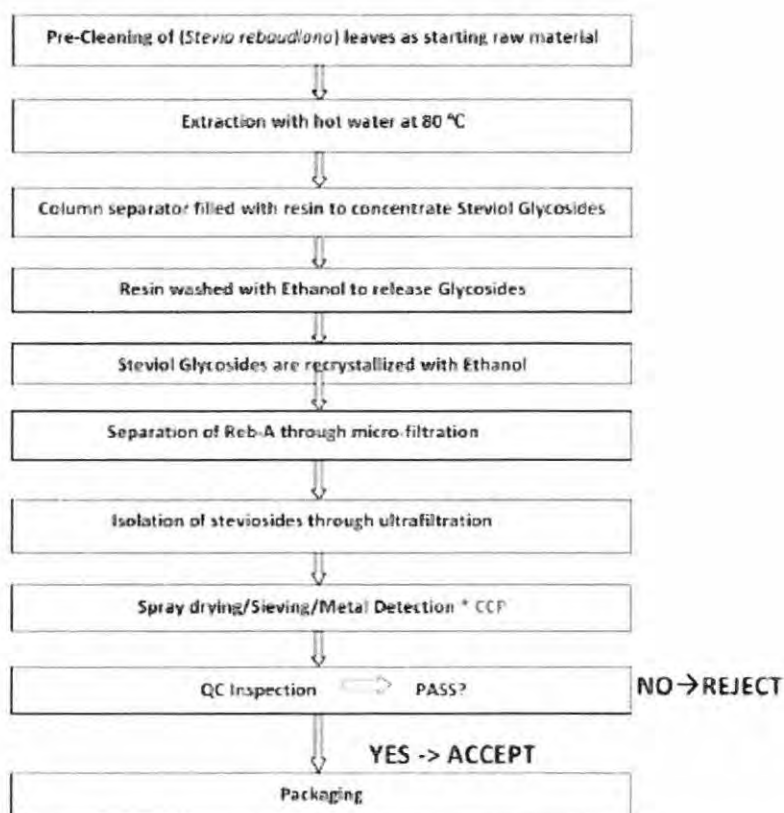 Pre-Cleaning of (Stevia rebaudiana) leaves as starting raw material
Extraction with hot water at 80 °C
Column separator filled with resin to concentrate Steviol Glycosides
Resin washed with Ethanol to release Glycosides
Steviol Glycosides are recrystallized with Ethanol
Separation of Reb-A through micro-filtration
Isolation of steviosides through ultrafiltration
Spray drying/Sieving/Metal Detection * CCP
QC Inspection PASS? NO→REJECT
YES -> ACCEPT
Packaging